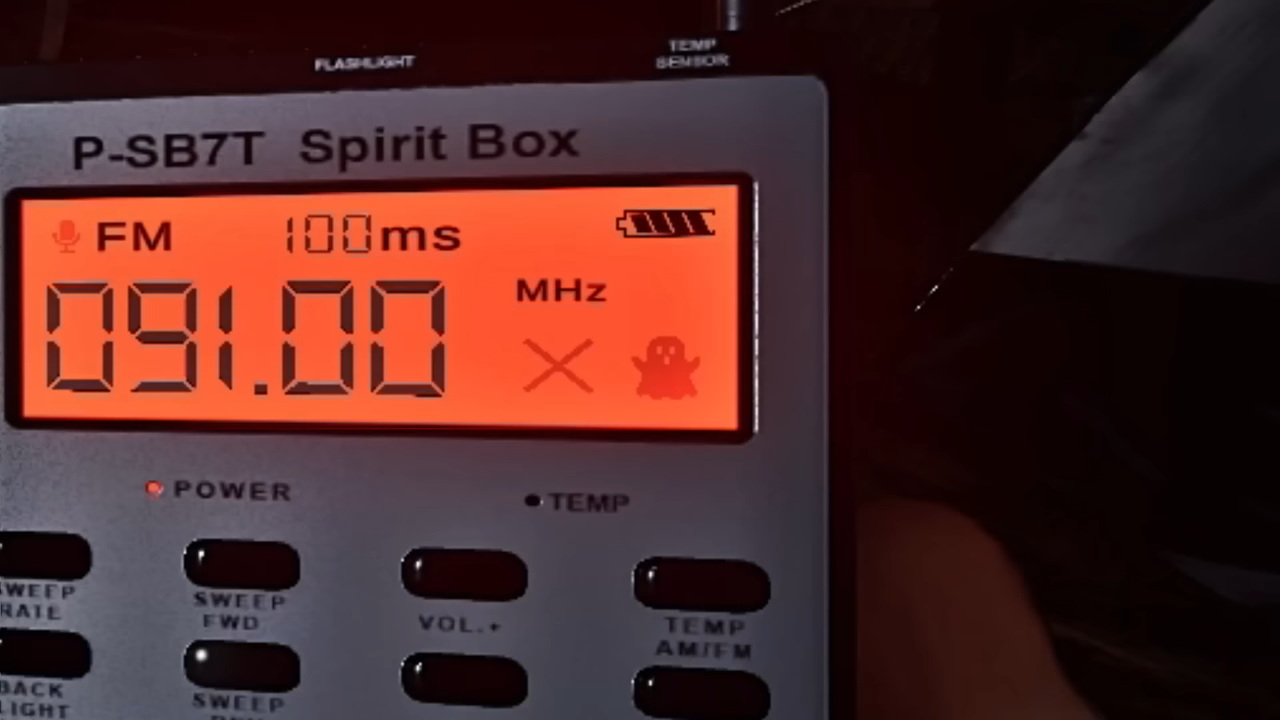 FLASHLIGHT
TEMP
SENSOR
P-SB7T Spirit Box
FM 100ms
091.00 MHz
POWER
TEMP
SWEEP
RATE
SWEEP
FWD
VOL.+
TEMP
AM/FM
BACK
LIGHT
SWEEP